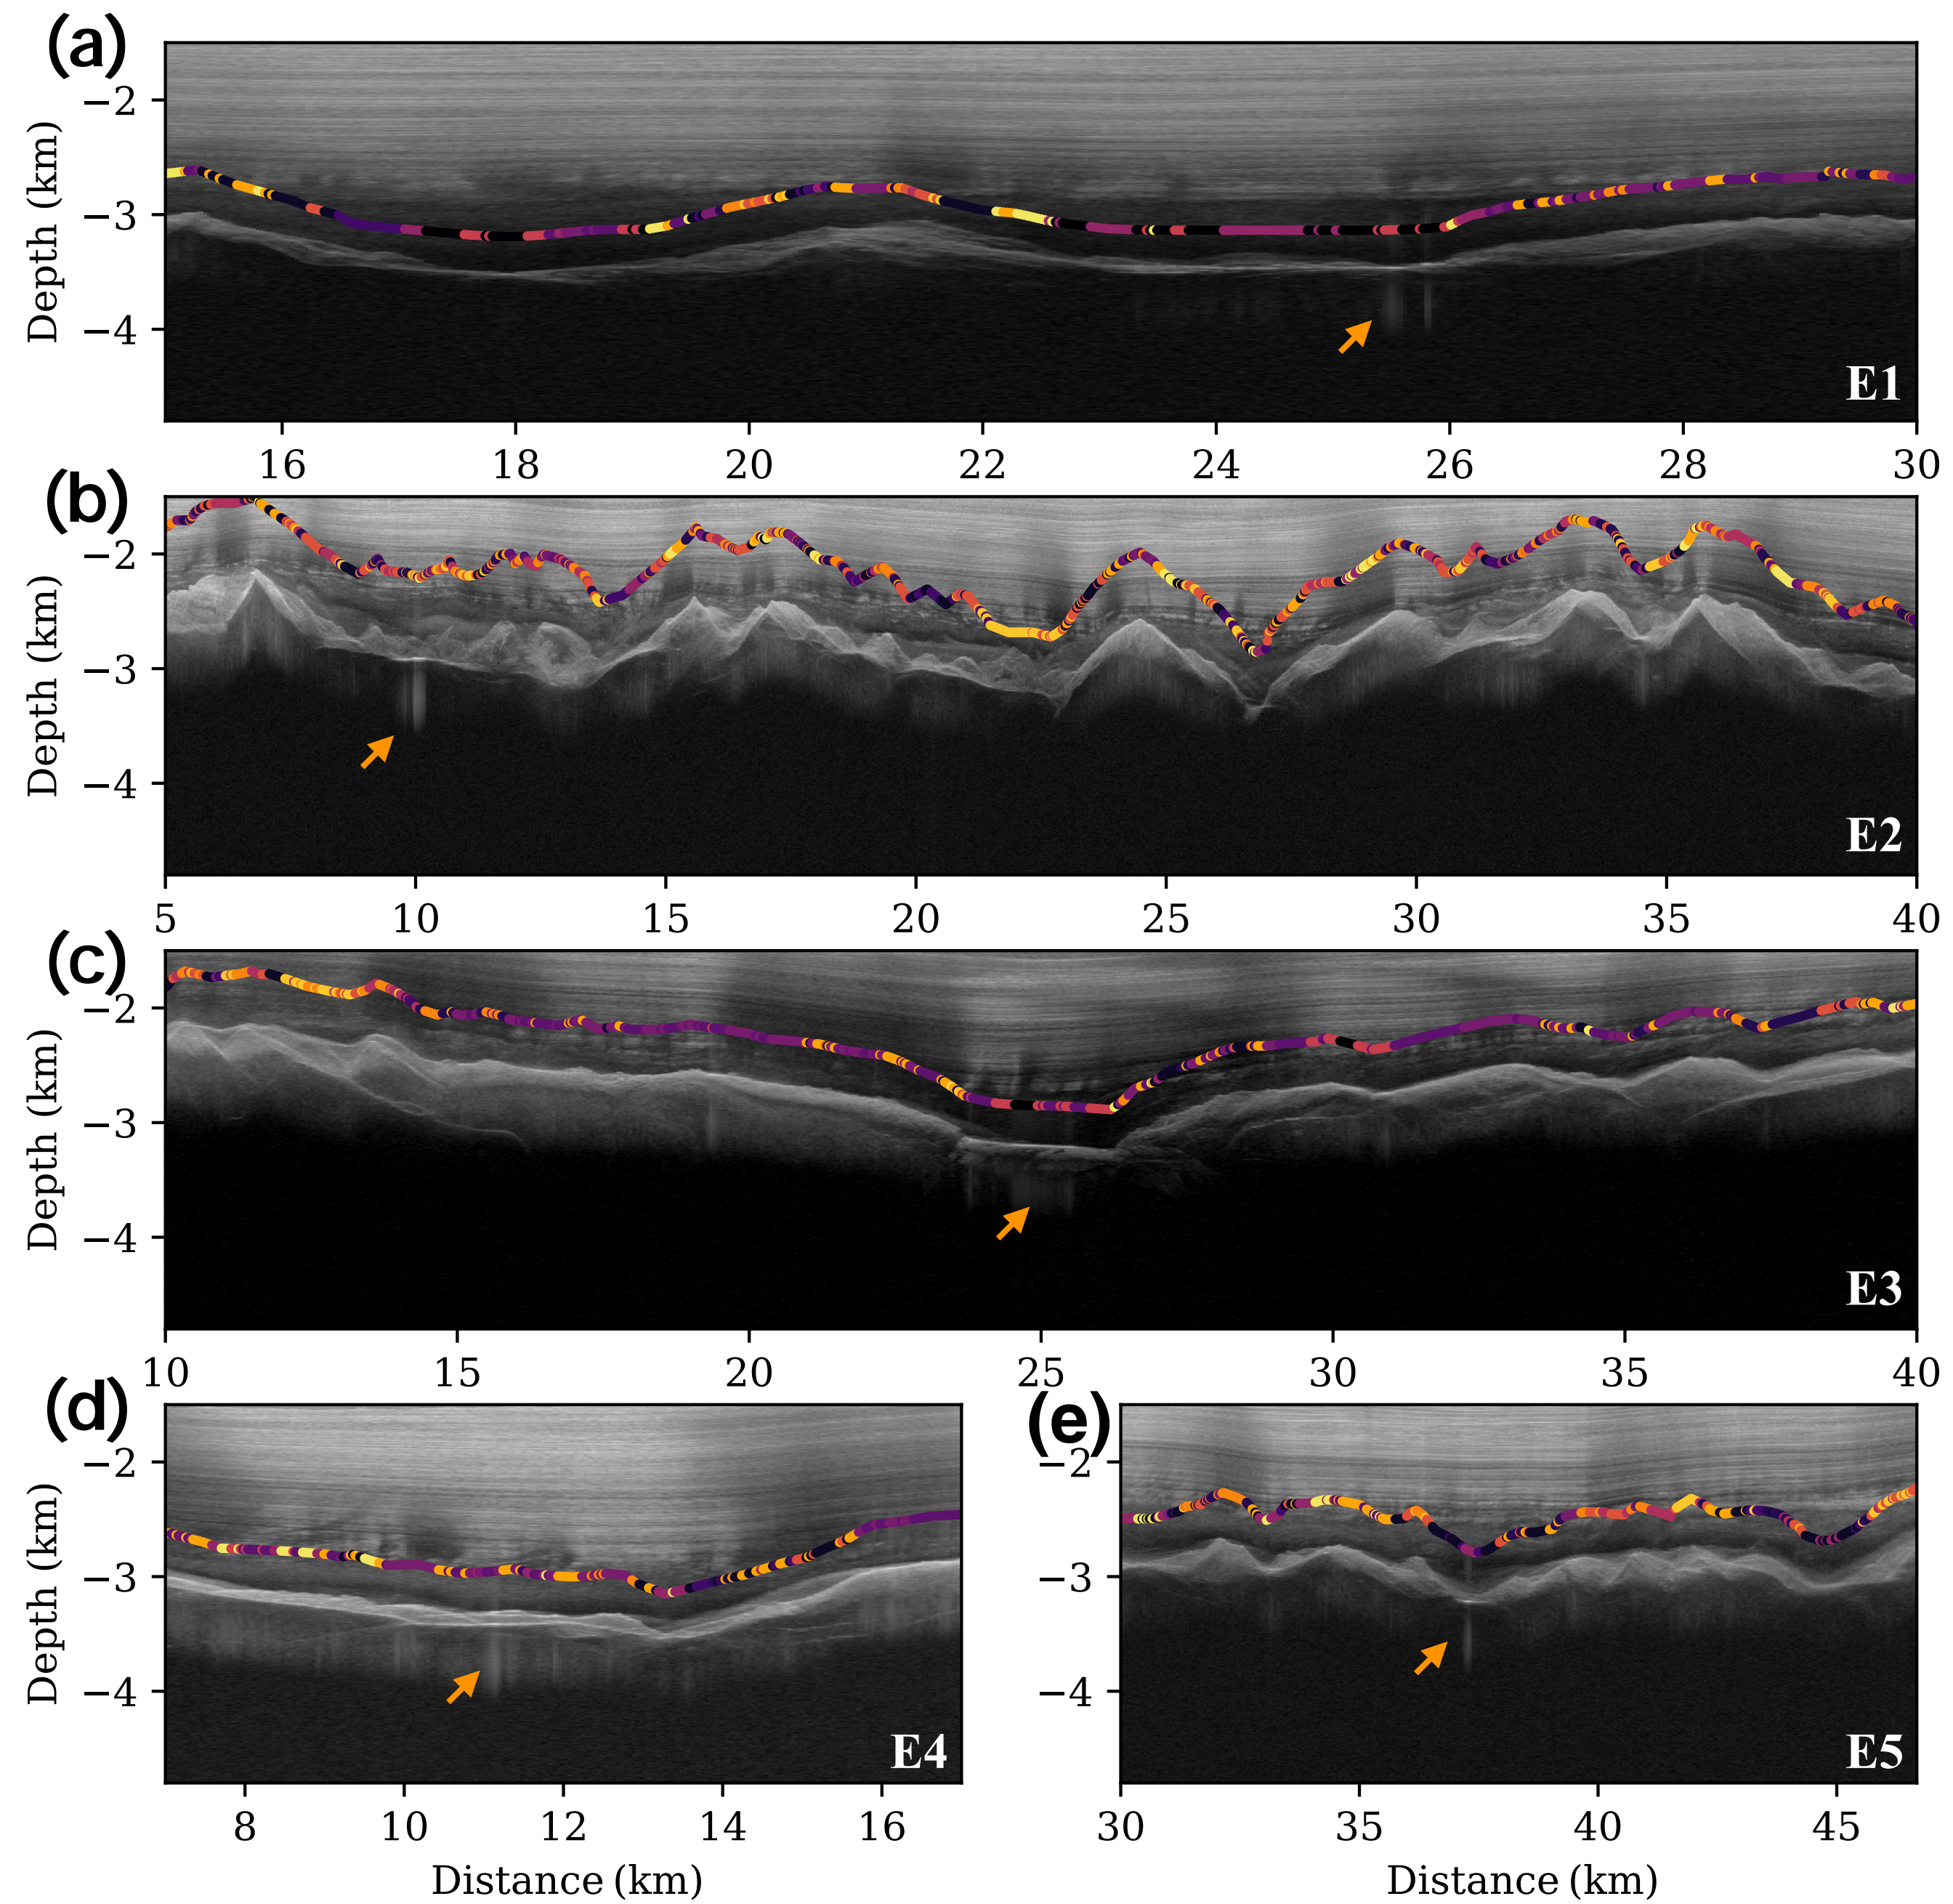 (a)
Depth (km)
−2
−3
−4
E1
16 18 20 22 24 26 28 30
(b)
Depth (km)
−2
−3
−4
E2
5 10 15 20 25 30 35 40
(c)
Depth (km)
−2
−3
−4
E3
10 15 20 25 30 35 40
(d)
Depth (km)
−2
−3
−4
E4
8 10 12 14 16
Distance (km)
(e)
−2
−3
−4
E5
30 35 40 45
Distance (km)